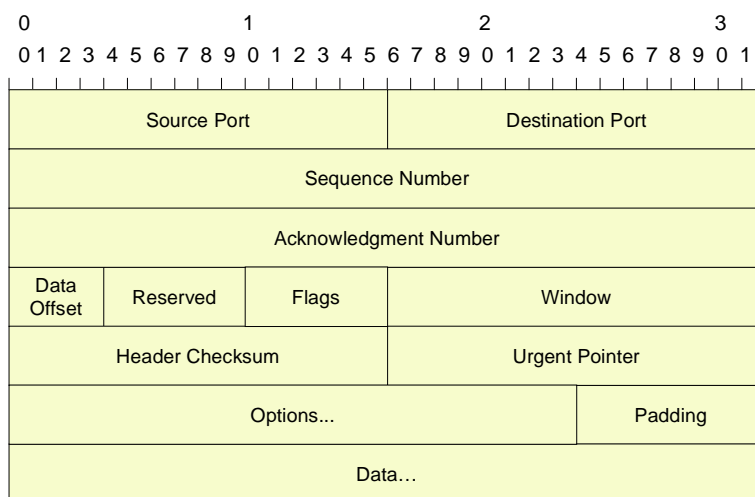 0 1 2 3
0 1 2 3 4 5 6 7 8 9 0 1 2 3 4 5 6 7 8 9 0 1 2 3 4 5 6 7 8 9 0 1
Source Port Destination Port
Sequence Number
Acknowledgment Number
Data
Offset Reserved Flags Window
Header Checksum Urgent Pointer
Options... Padding
Data…